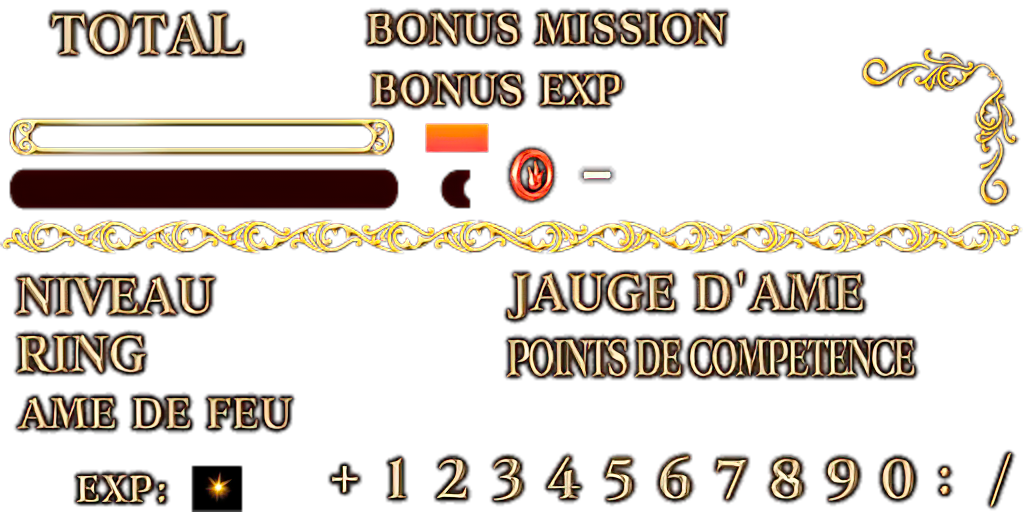 TOTAL
BONUS MISSION
BONUS EXP
NIVEAU
JAUGE D'AME
RING
POINTS DE COMPETENCE
AME DE FEU
EXP:
+ 1 2 3 4 5 6 7 8 9 0 : /